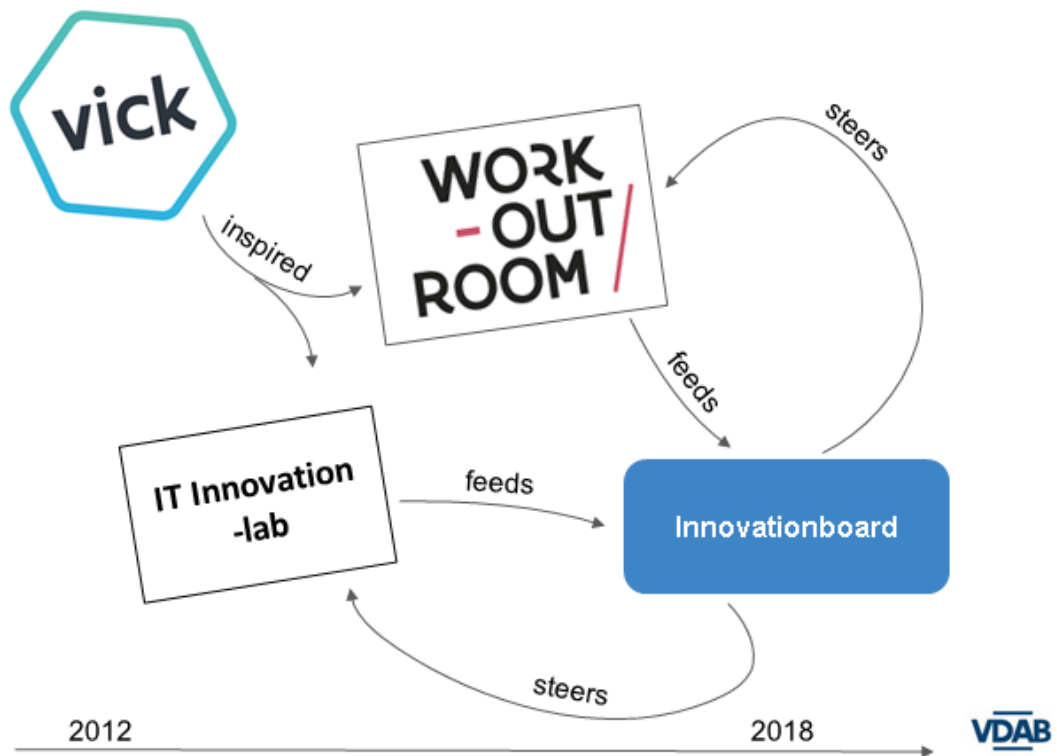 vick
inspired
WORK
-OUT/
ROOM
steers
feeds
IT Innovation
-lab
feeds
Innovationboard
steers
2012
2018
VDAB